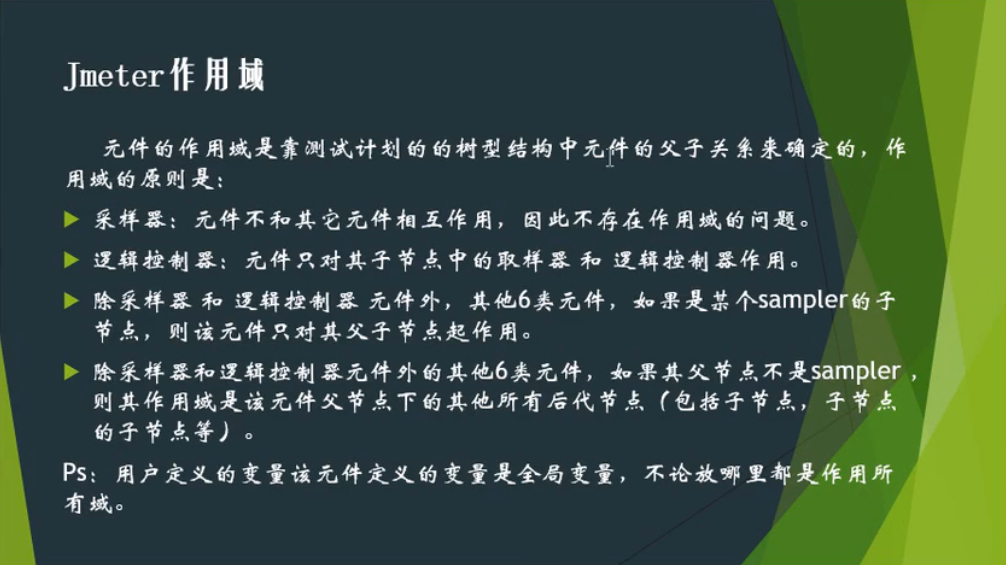 Jmeter作用域
元件的作用域是靠测试计划的的树型结构中元件的父子关系来确定的，作
用域的原则是：
采样器：元件不和其它元件相互作用，因此不存在作用域的问题。
逻辑控制器：元件只对其子节点中的取样器 和 逻辑控制器作用。
除采样器 和 逻辑控制器 元件外，其他6类元件，如果是某个sampler的子
节点，则该元件只对其父子节点起作用。
除采样器和逻辑控制器元件外的其他6类元件，如果其父节点不是sampler，
则其作用域是该元件父节点下的其他所有后代节点（包括子节点，子节点
的子节点等）。
Ps：用户定义的变量该元件定义的变量是全局变量，不论放哪里都是作用所
有域。